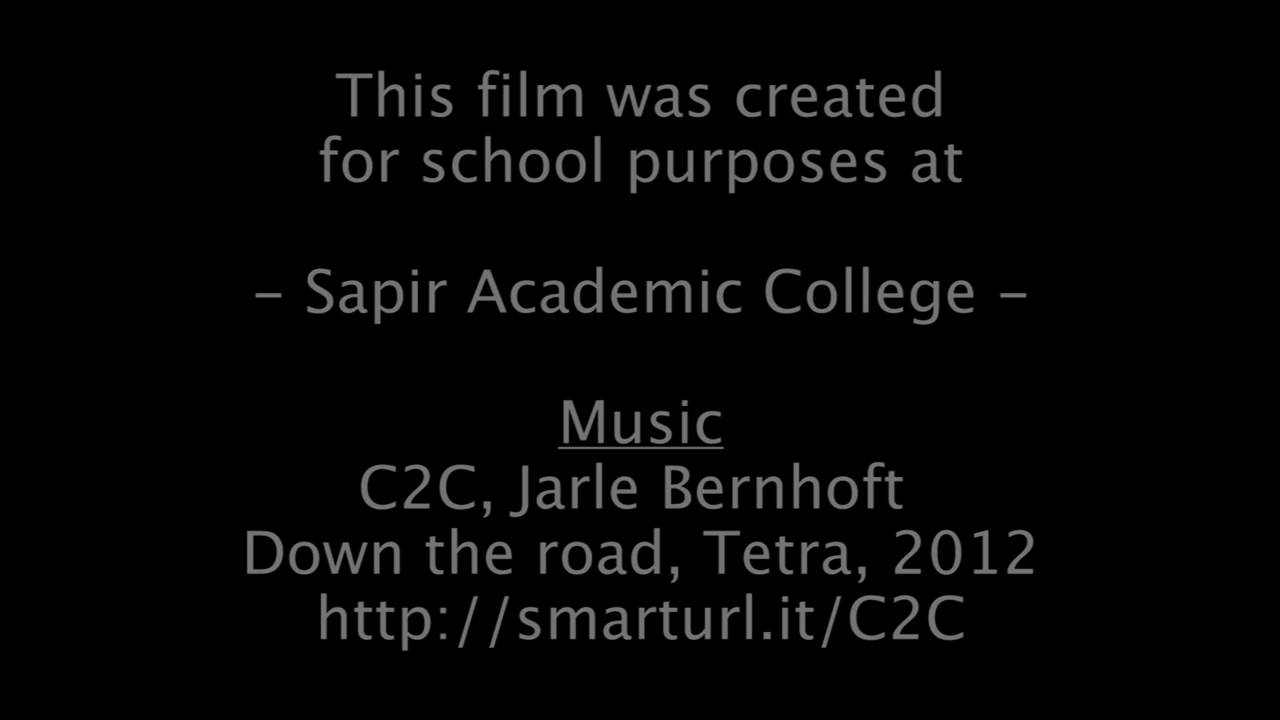 This film was created
for school purposes at
– Sapir Academic College –
Music
C2C, Jarle Bernhoft
Down the road, Tetra, 2012
http://smarturl.it/C2C